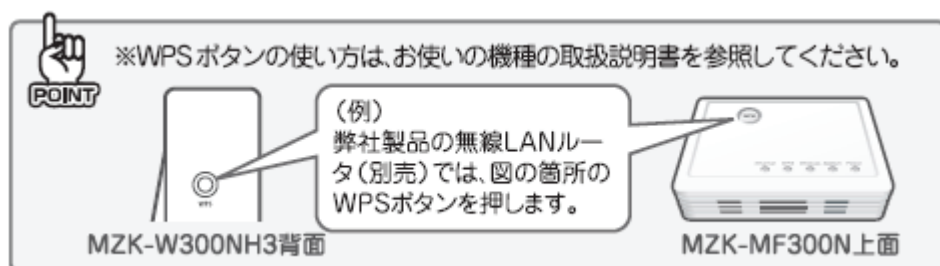 ※WPSボタンの使い方は、お使いの機種の取扱説明書を参照してください。
POINT
(例)
弊社製品の無線LANルー
タ(別売)では、図の箇所の
WPSボタンを押します。
WPS
MZK-W300NH3背面
MZK-MF300N上面